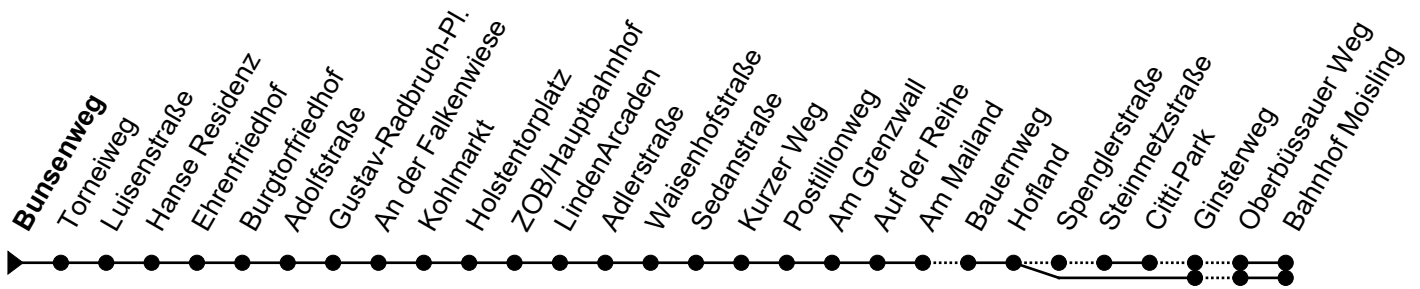 Bunsenweg
Torneiweg
Luisenstraße
Hanse Residenz
Ehrenfriedhof
Burgtorfriedhof
Adolfstraße
Gustav-Radbruch-Pl.
An der Falkenwiese
Kohlmarkt
Holstentorplatz
ZOB/Hauptbahnhof
LindenArcaden
Adlerstraße
Waisenhofstraße
Sedanstraße
Kurzer Weg
Postillionweg
Am Grenzwall
Auf der Reihe
Am Mailand
Bauernweg
Hofland
Spenglerstraße
Steinmetzstraße
Citti-Park
Ginsterweg
Oberbüssauer Weg
Bahnhof Moisling